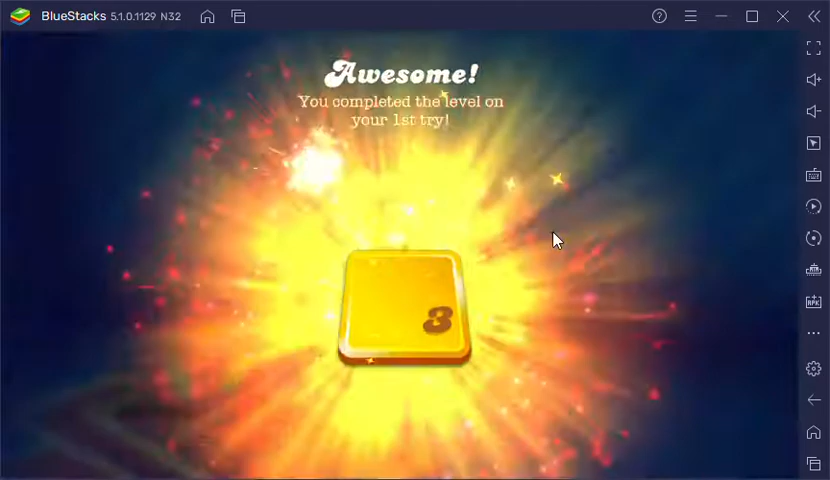 BlueStacks 5.1.0.1129 N32
Awesome!
You completed the level on
your 1st try!
3